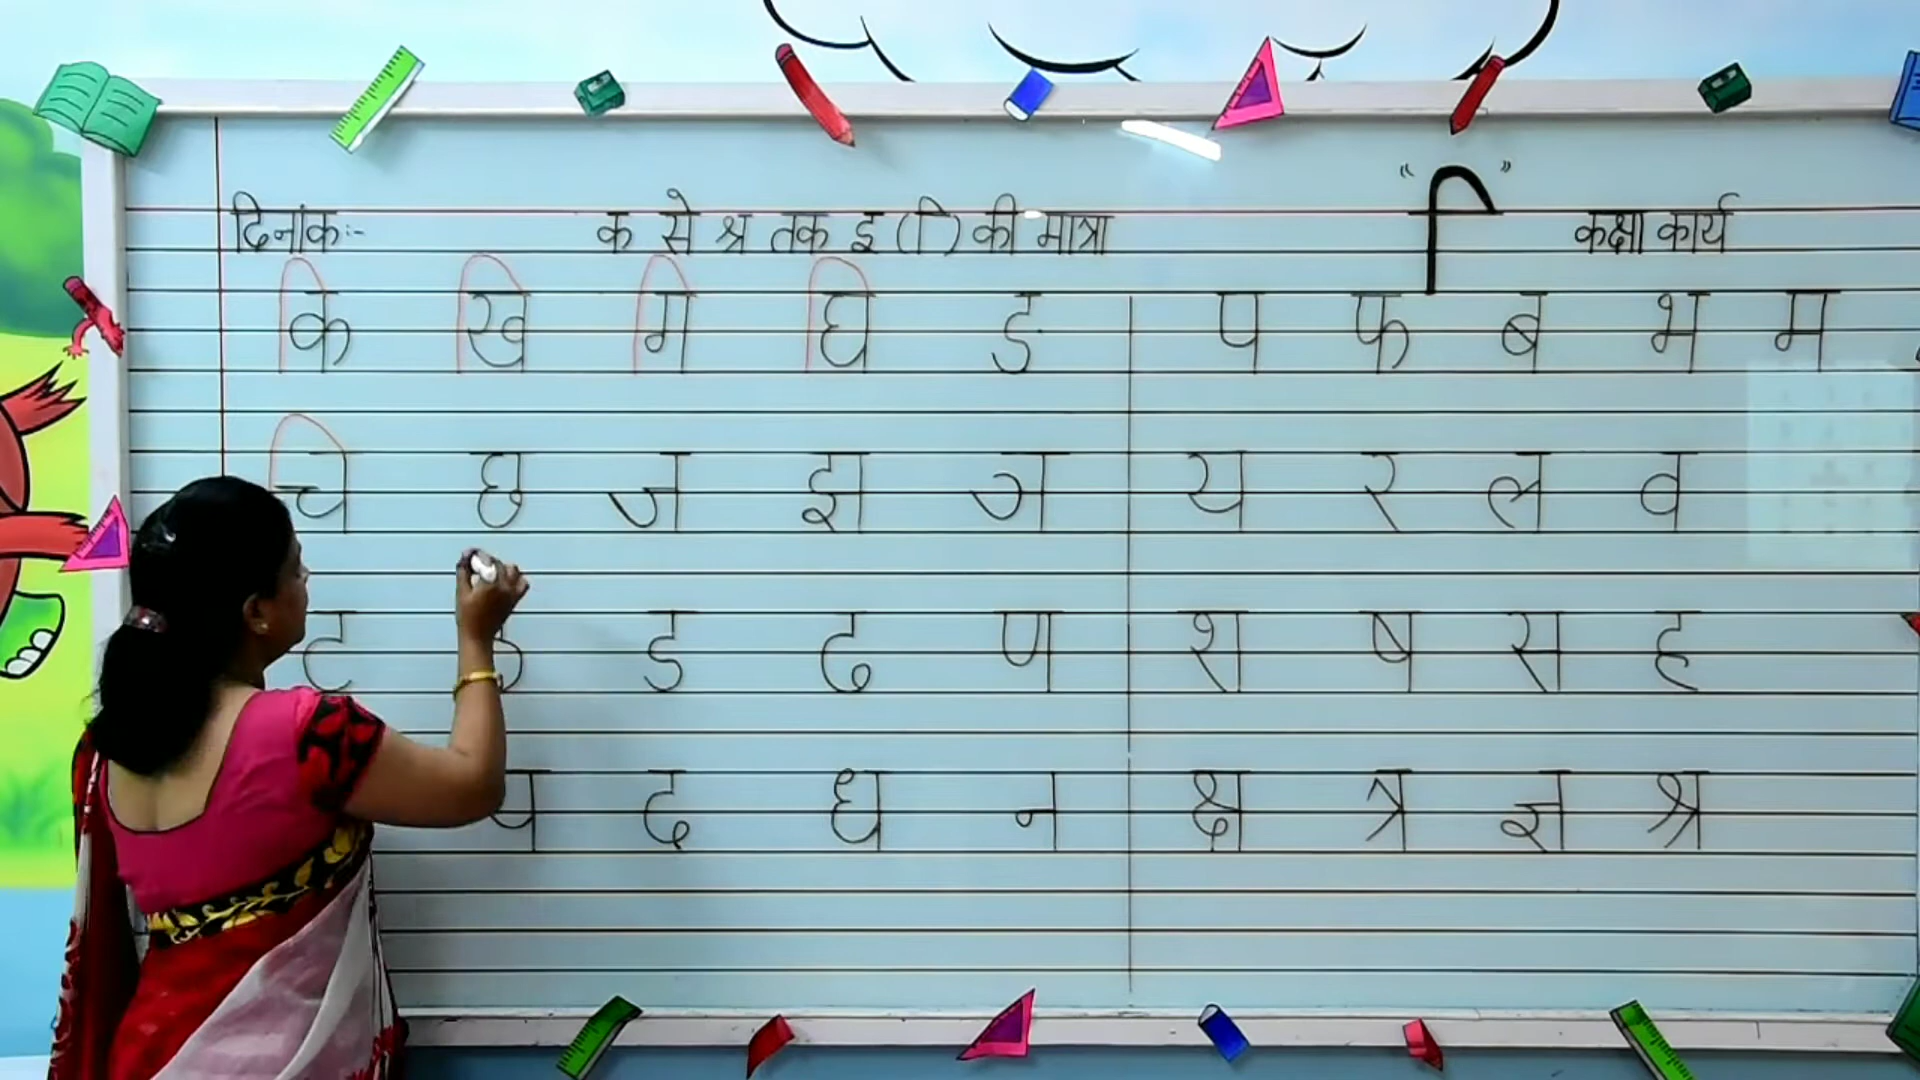 दिनांक:- क से श्र तक इ (ि) की मात्रा "ि" कक्षा कार्य
कि खि गि घि ड प फ ब भ म
चि छ ज झ ञ य र ल व
ट ड ढ ण श ष स ह
थ द ध न क्ष त्र ज्ञ श्र